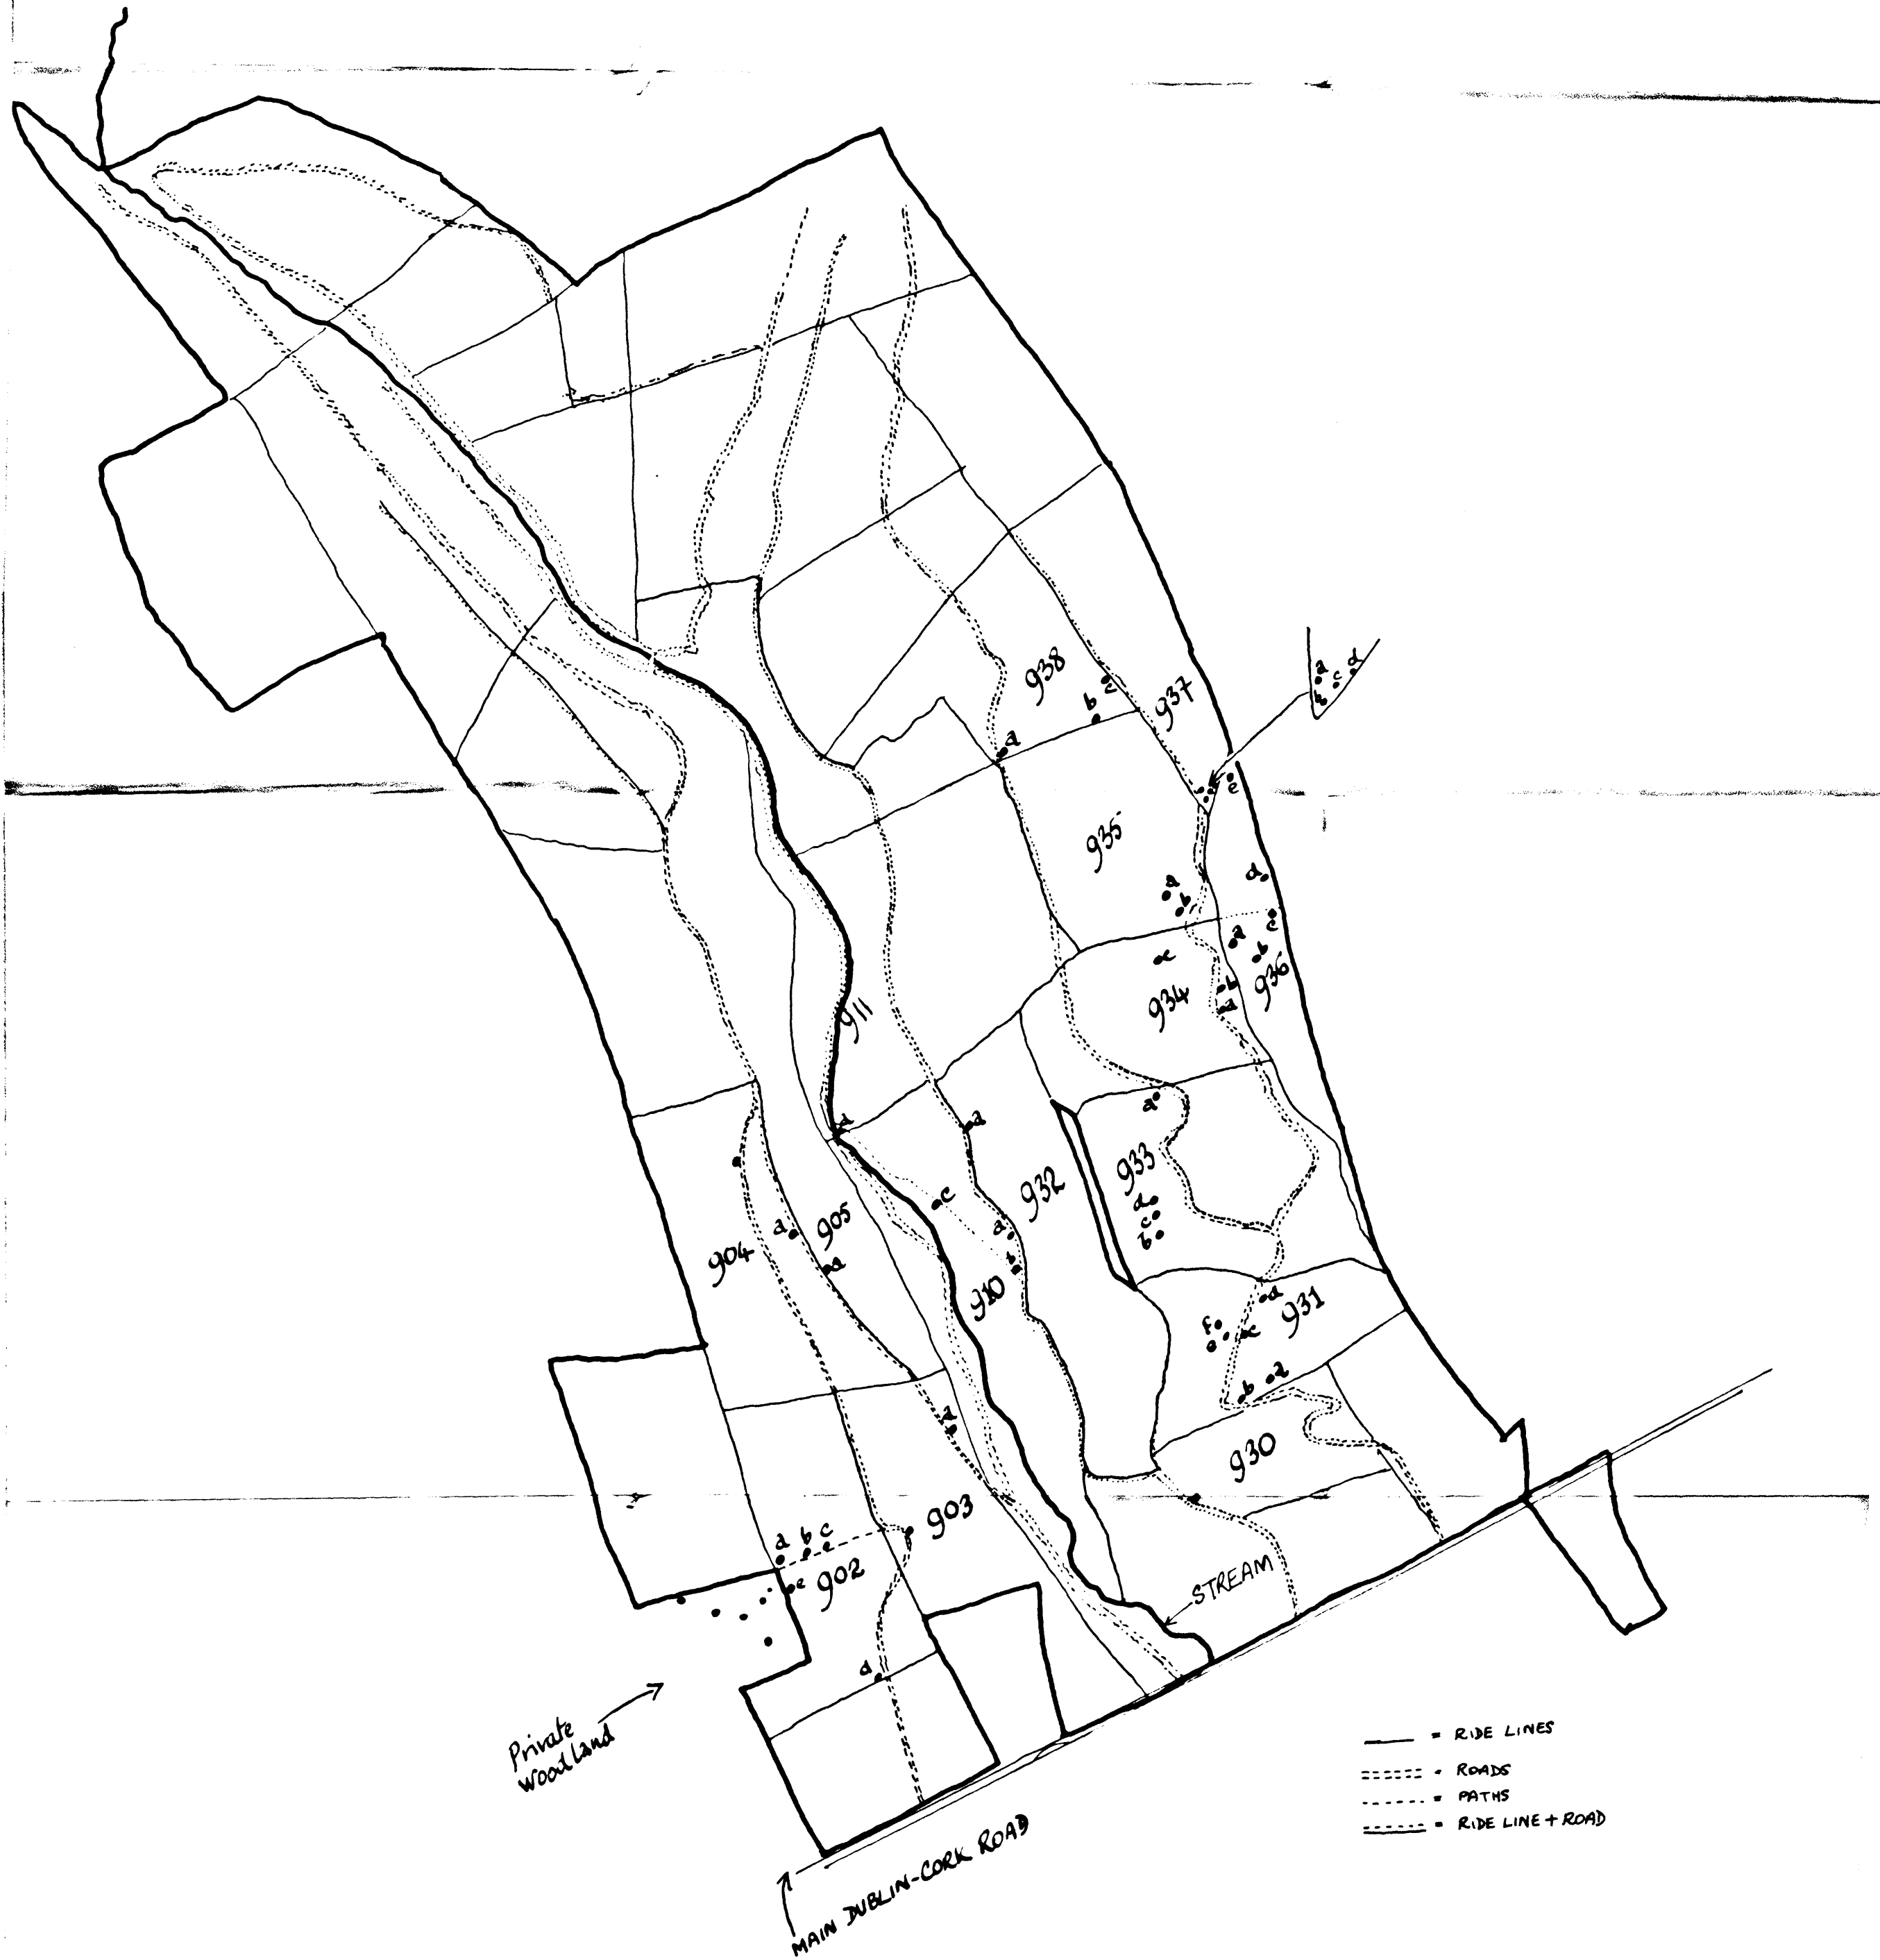 938
a
b
c
937
a
c
d
b
e
935
a
b
d
c
a
b
936
c
934
b
a
911
a
a
a
933
d
c
b
932
c
a
b
910
904
a
905
a
d
931
f
c
e
b
a
930
a
903
a b c
e
902
d
STREAM
Private
woodland
MAIN DUBLIN-CORK ROAD
= RIDE LINES
= ROADS
= PATHS
= RIDE LINE + ROAD